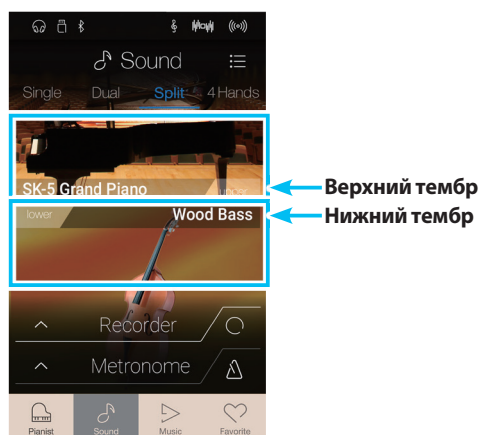 Sound
Single Dual Split 4 Hands
SK-5 Grand Piano upper
Верхний тембр
lower Wood Bass
Нижний тембр
Recorder
Metronome
Pianist Sound Music Favorite